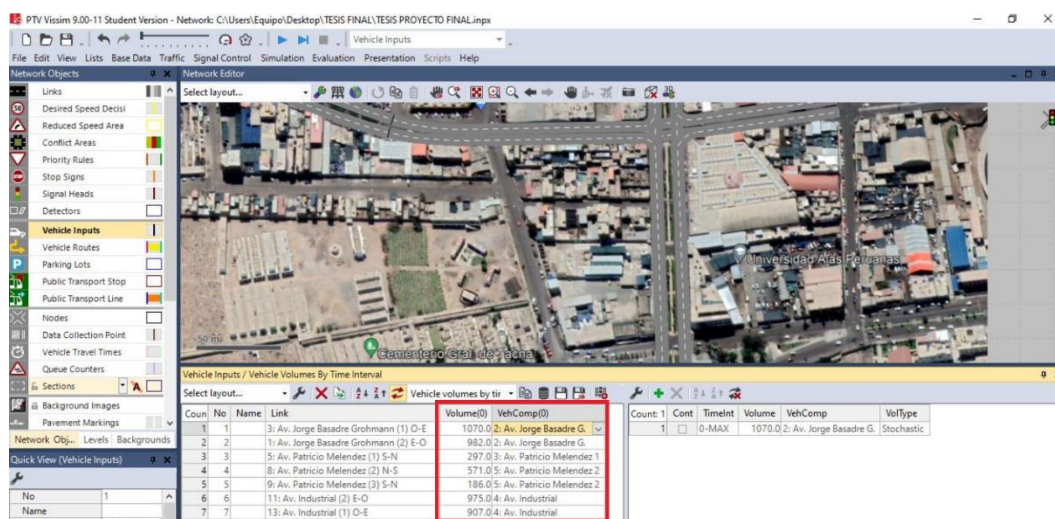 PTV Vissim 9.00-11 Student Version - Network: C:\Users\Equipo\Desktop\TESIS FINAL\TESIS PROYECTO FINAL.inpx
Vehicle Inputs
File Edit View Lists Base Data Traffic Signal Control Simulation Evaluation Presentation Scripts Help
Network Objects
Network Editor
Select layout...
Links
Desired Speed Decisi
Reduced Speed Area
Conflict Areas
Priority Rules
Stop Signs
Signal Heads
Detectors
Vehicle Inputs
Vehicle Routes
Parking Lots
Public Transport Stop
Public Transport Line
Nodes
Data Collection Point
Vehicle Travel Times
Queue Counters
Sections
Background Images
Pavement Markings
Network Obj... Levels Backgrounds
Quick View (Vehicle Inputs)
No 1
Name
Universidad Alas Peruanas
50 m
Cementerio Gral de Tacna
Vehicle Inputs / Vehicle Volumes By Time Interval
Select layout... Vehicle volumes by tir
Coun No Name Link Volume(0) VehComp(0)
1 1 3: Av. Jorge Basadre Grohmann (1) O-E 1070.0 2: Av. Jorge Basadre G.
2 2 1: Av. Jorge Basadre Grohmann (2) E-O 982.0 2: Av. Jorge Basadre G.
3 3 5: Av. Patricio Melendez (1) S-N 297.0 3: Av. Patricio Melendez 1
4 4 8: Av. Patricio Melendez (2) N-S 571.0 5: Av. Patricio Melendez 2
5 5 9: Av. Patricio Melendez (3) S-N 186.0 5: Av. Patricio Melendez 2
6 6 11: Av. Industrial (2) E-O 975.0 4: Av. Industrial
7 7 13: Av. Industrial (1) O-E 907.0 4: Av. Industrial
Count: 1 Cont TimeInt Volume VehComp VolType
1 0-MAX 1070.0 2: Av. Jorge Basadre G. Stochastic